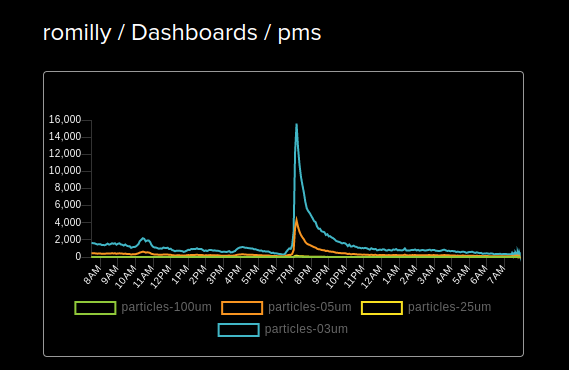 romilly / Dashboards / pms
16,000
14,000
12,000
10,000
8,000
6,000
4,000
2,000
0
8AM 9AM 10AM 11AM 12PM 1PM 2PM 3PM 4PM 5PM 6PM 7PM 8PM 9PM 10PM 11PM 12AM 1AM 2AM 3AM 4AM 5AM 6AM 7AM
particles-100um particles-05um particles-25um
particles-03um